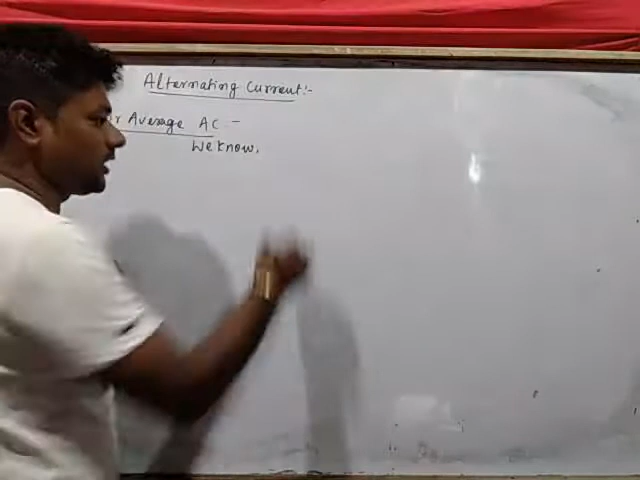 Alternating Current:-
Average AC -
We know,